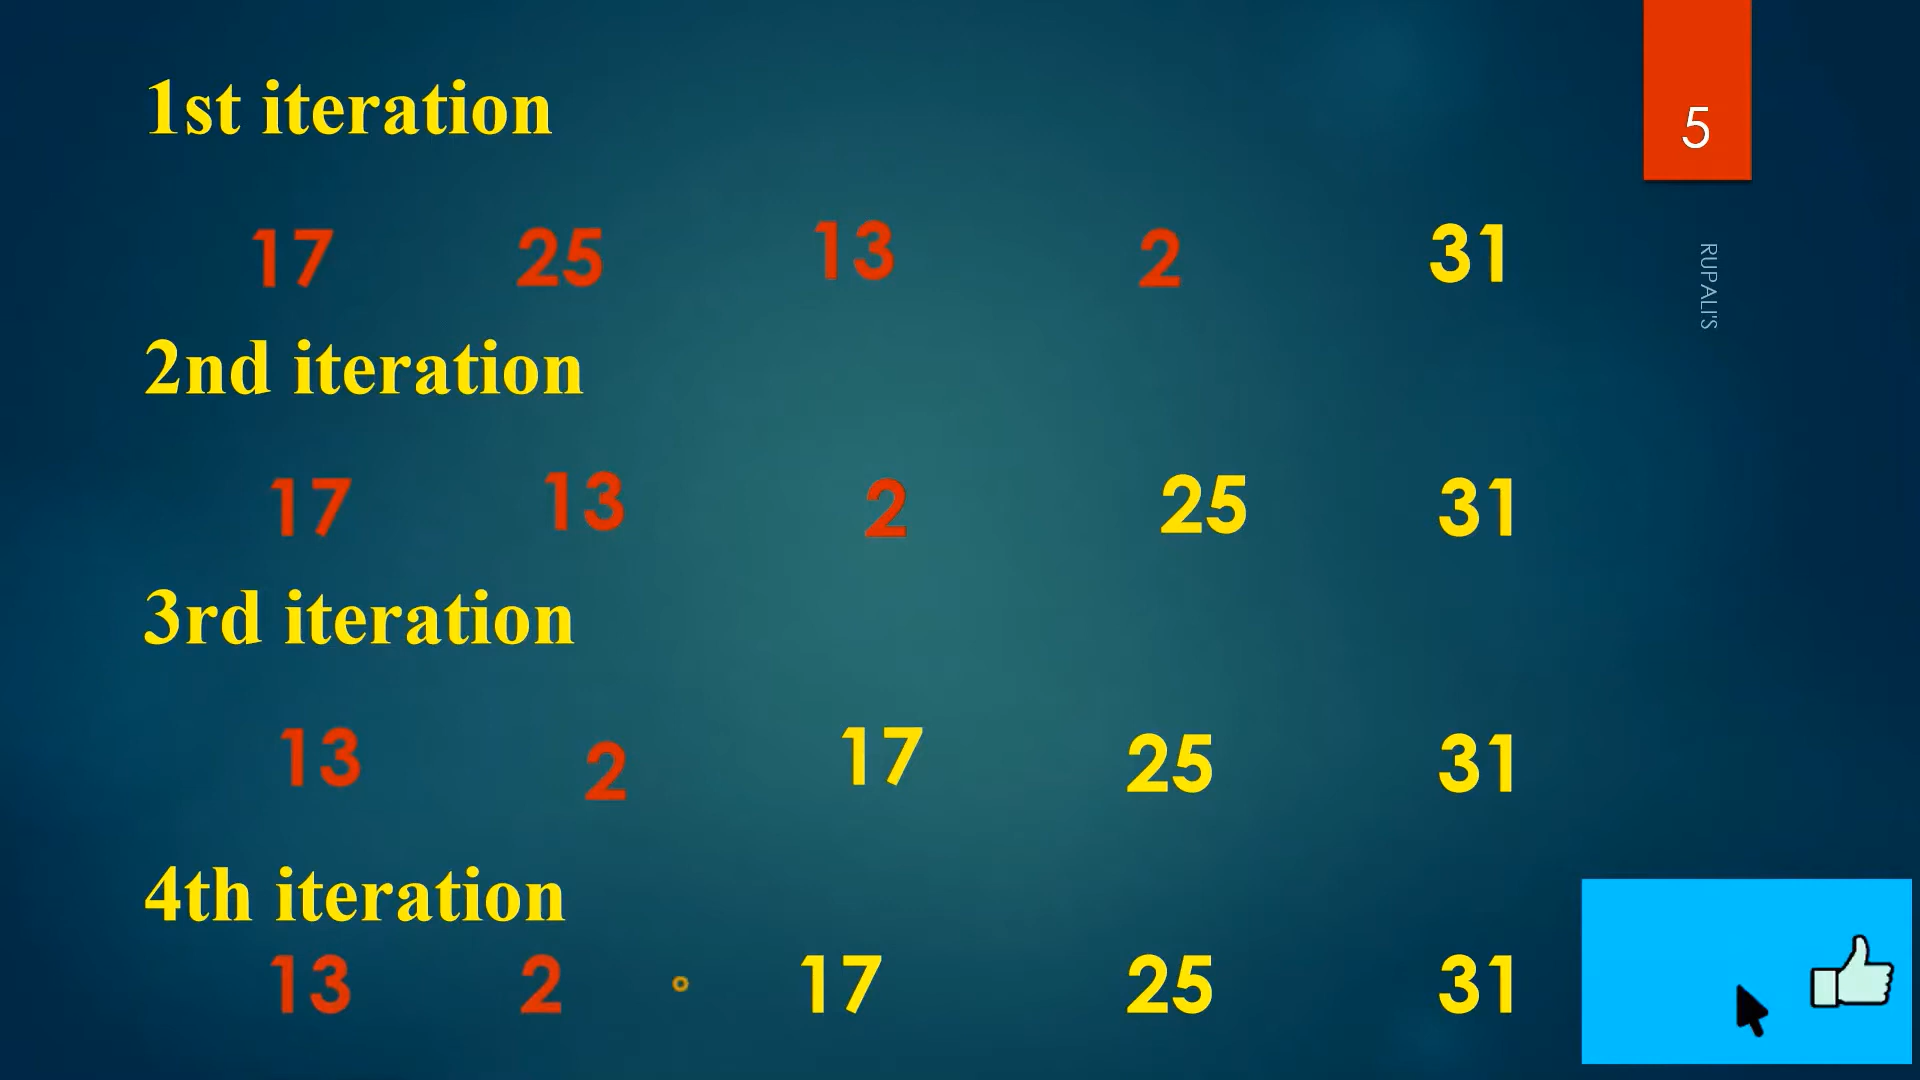 1st iteration
5
17 25 13 2 31
RUPALI'S
2nd iteration
17 13 2 25 31
3rd iteration
13 2 17 25 31
4th iteration
13 2 17 25 31